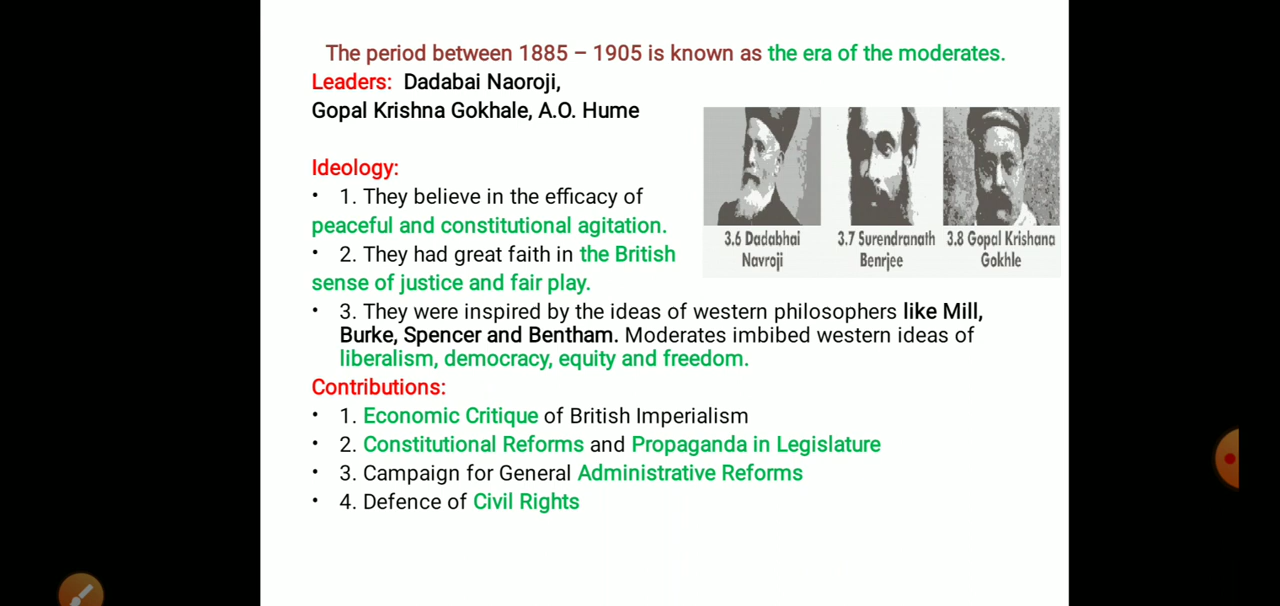 The period between 1885 – 1905 is known as the era of the moderates.
Leaders: Dadabai Naoroji,
Gopal Krishna Gokhale, A.O. Hume
3.6 Dadabhai
Navroji
3.7 Surendranath
Benrjee
3.8 Gopal Krishana
Gokhle
Ideology:
• 1. They believe in the efficacy of
peaceful and constitutional agitation.
• 2. They had great faith in the British
sense of justice and fair play.
• 3. They were inspired by the ideas of western philosophers like Mill,
Burke, Spencer and Bentham. Moderates imbibed western ideas of
liberalism, democracy, equity and freedom.
Contributions:
• 1. Economic Critique of British Imperialism
• 2. Constitutional Reforms and Propaganda in Legislature
• 3. Campaign for General Administrative Reforms
• 4. Defence of Civil Rights